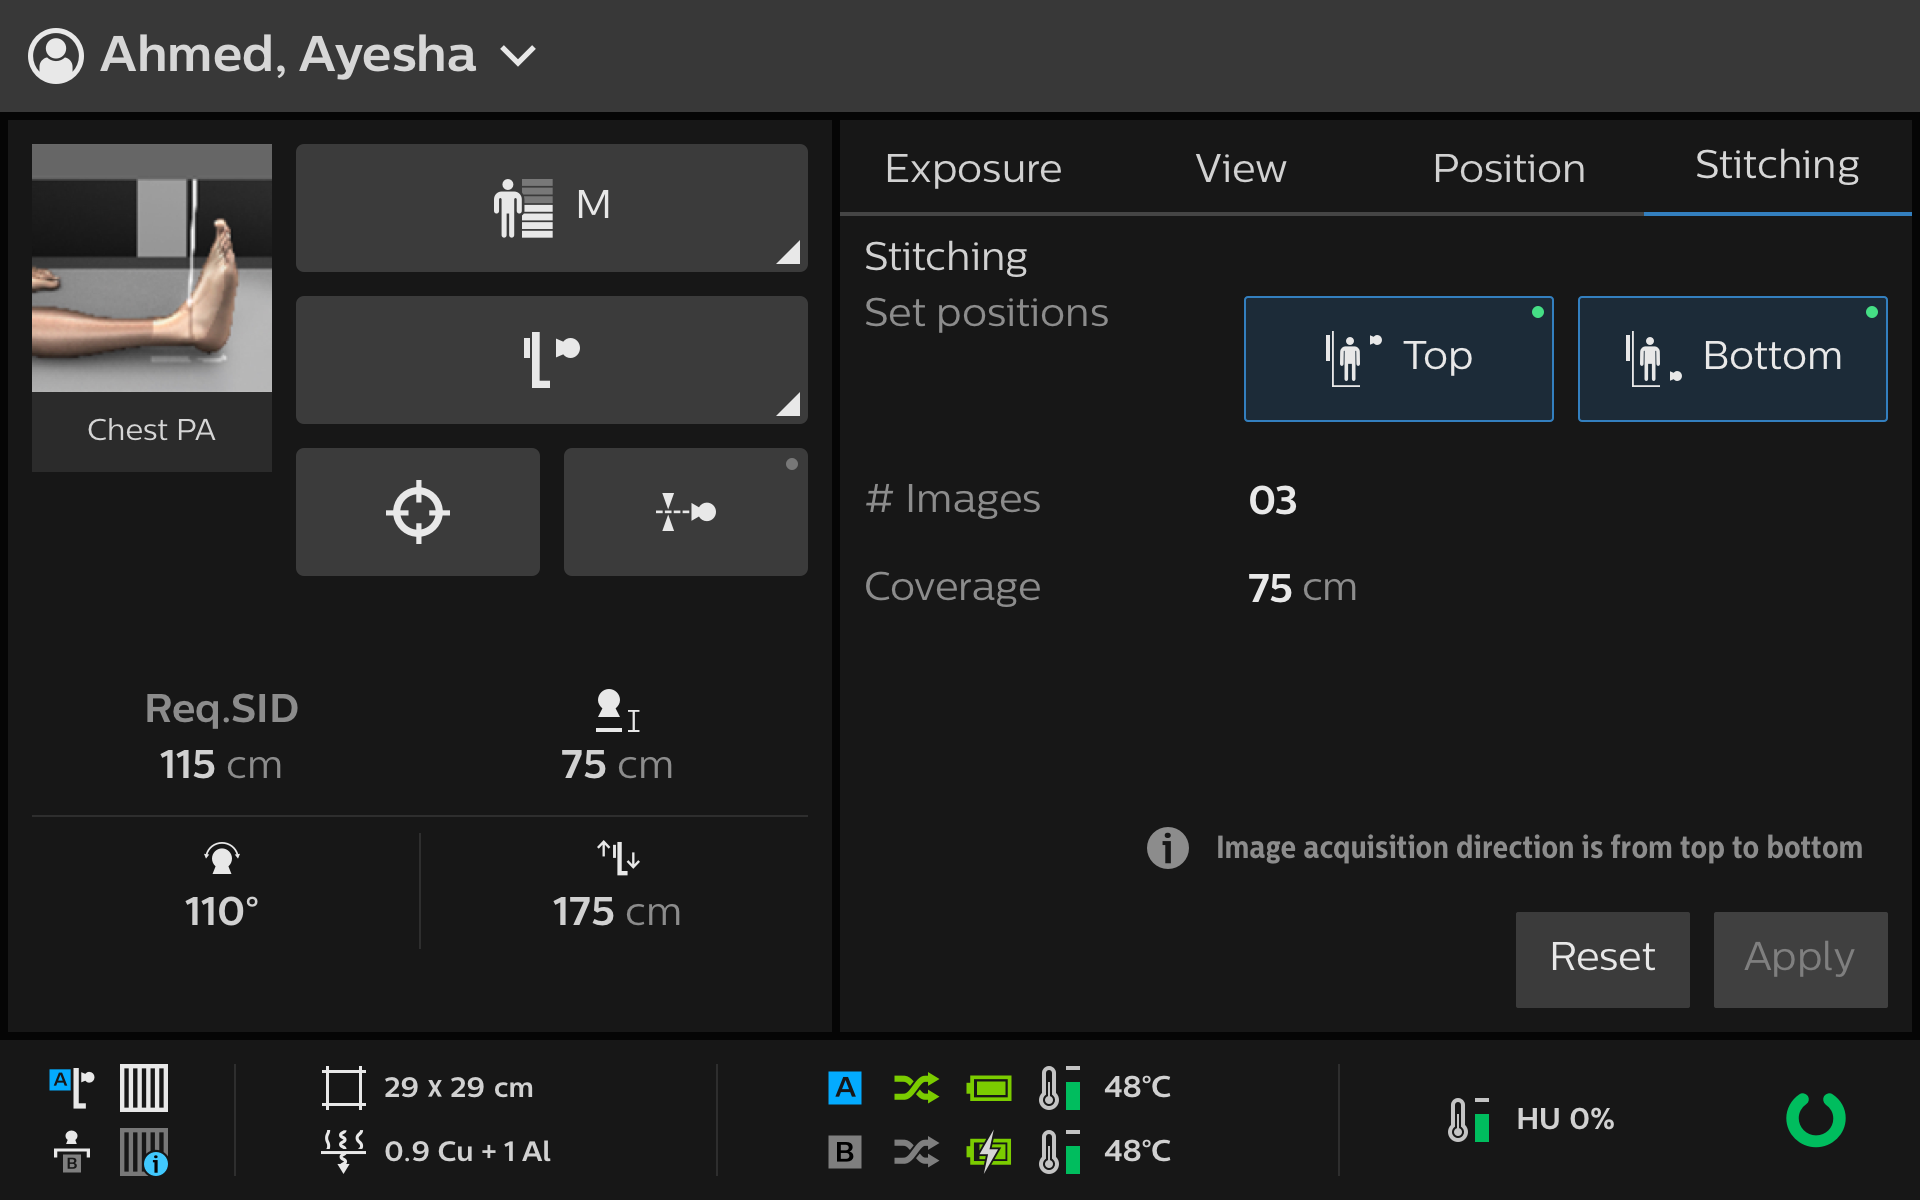 Ahmed, Ayesha
Chest PA
M
Req.SID
115 cm
75 cm
110°
175 cm
Exposure
View
Position
Stitching
Stitching
Set positions
Top
Bottom
# Images
03
Coverage
75 cm
Image acquisition direction is from top to bottom
Reset
Apply
A
B
29 x 29 cm
0.9 Cu + 1 Al
A
48°C
B
48°C
HU 0%